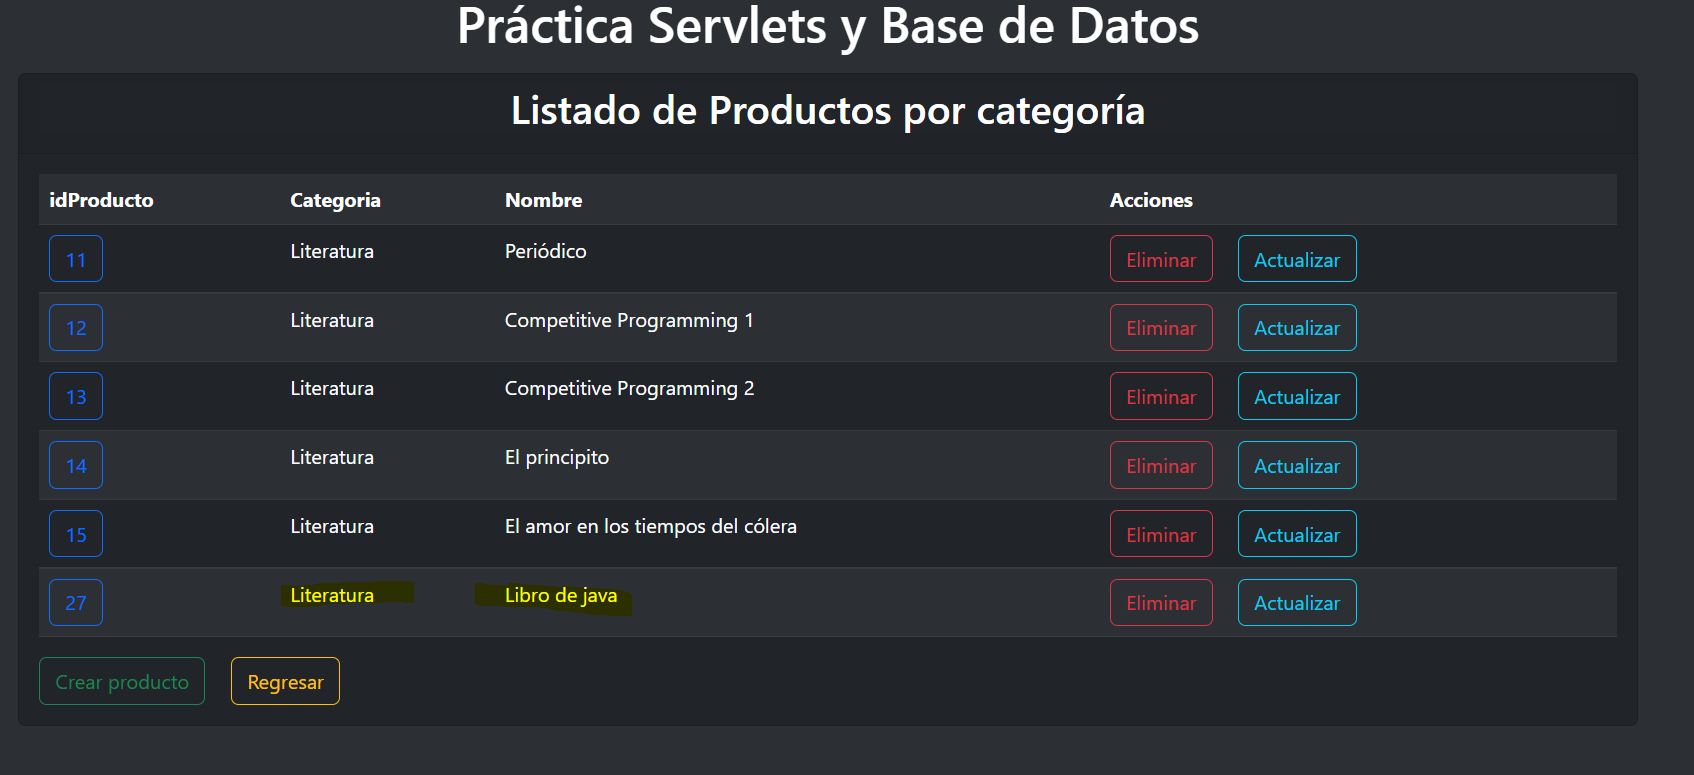 Práctica Servlets y Base de Datos
Listado de Productos por categoría
idProducto Categoria Nombre Acciones
11 Literatura Periódico Eliminar Actualizar
12 Literatura Competitive Programming 1 Eliminar Actualizar
13 Literatura Competitive Programming 2 Eliminar Actualizar
14 Literatura El principito Eliminar Actualizar
15 Literatura El amor en los tiempos del cólera Eliminar Actualizar
27 Literatura Libro de java Eliminar Actualizar
Crear producto Regresar